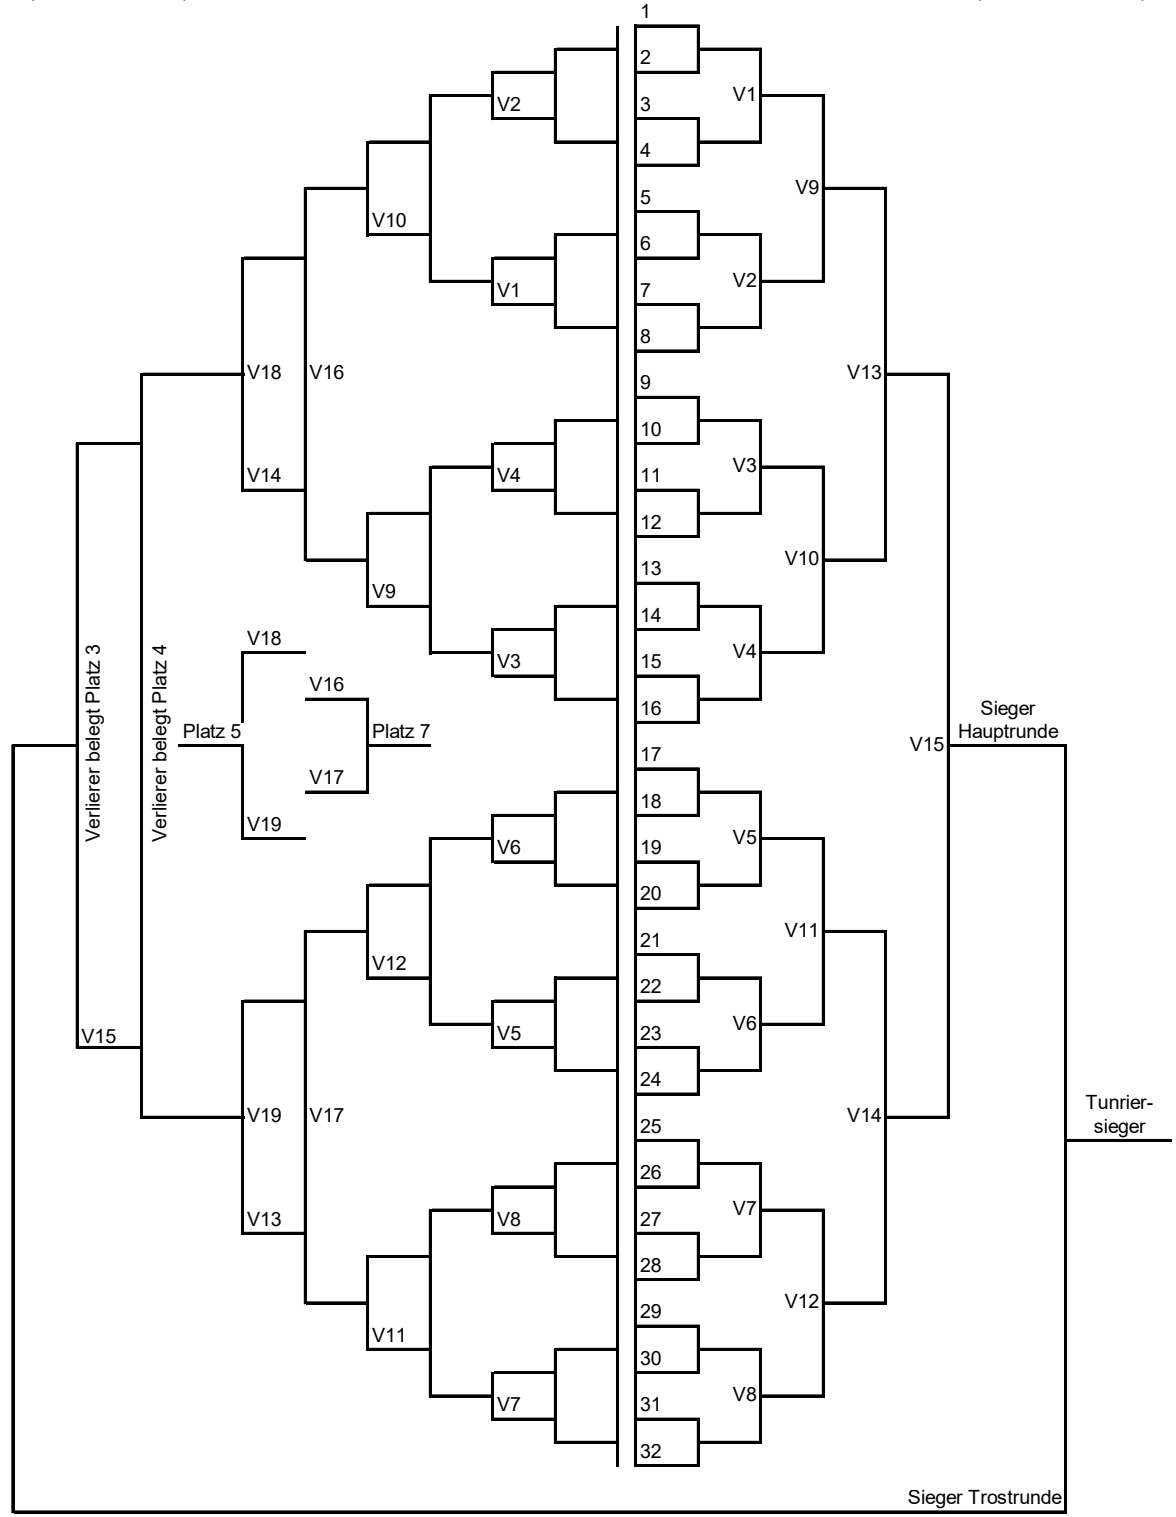 1
2
V1
V2
3
4
V9
5
V10
6
V2
7
V1
8
9
V18
V16
V13
10
V3
V4
11
V14
12
V10
13
V9
14
V18
V3
15
V4
V16
16
Verlierer belegt Platz 3
Verlierer belegt Platz 4
Sieger
Hauptrunde
Platz 5
Platz 7
V15
17
V17
18
V19
V5
V6
19
20
V11
21
V12
22
V6
V5
23
V15
24
V19
V17
V14
25
Tunrier-
sieger
26
V7
V13
V8
27
28
V12
29
V11
30
V8
V7
31
32
Sieger Trostrunde